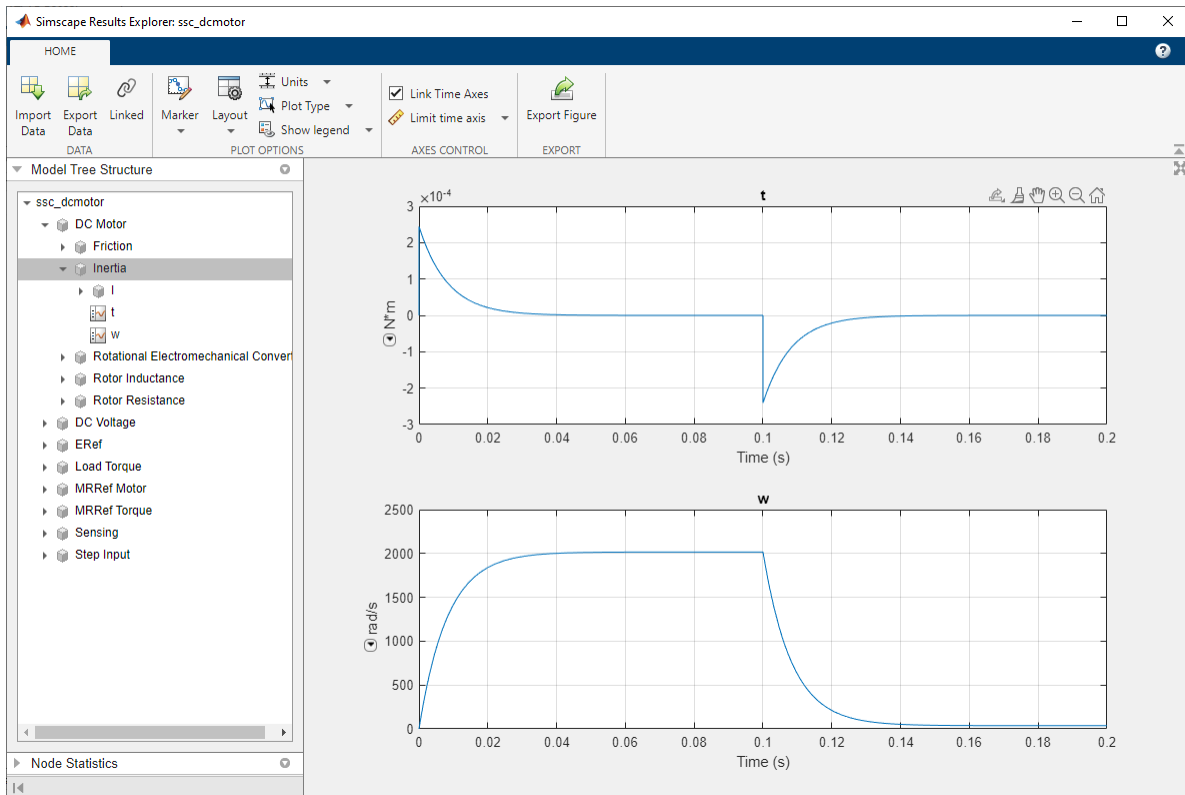 Simscape Results Explorer: ssc_dcmotor
HOME
?
Import Data
Export Data
Linked
Marker
Layout
Units
Plot Type
Show legend
Link Time Axes
Limit time axis
Export Figure
DATA
PLOT OPTIONS
AXES CONTROL
EXPORT
Model Tree Structure
ssc_dcmotor
DC Motor
Friction
Inertia
I
t
w
Rotational Electromechanical Convert
Rotor Inductance
Rotor Resistance
DC Voltage
ERef
Load Torque
MRRef Motor
MRRef Torque
Sensing
Step Input
Node Statistics
×10-4
t
3
2
1
0
-1
-2
-3
N*m
0 0.02 0.04 0.06 0.08 0.1 0.12 0.14 0.16 0.18 0.2
Time (s)
w
2500
2000
1500
1000
500
0
rad/s
0 0.02 0.04 0.06 0.08 0.1 0.12 0.14 0.16 0.18 0.2
Time (s)